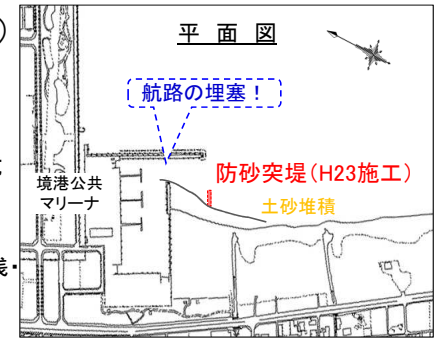 平 面 図
航路の埋塞!
防砂突堤(H23施工)
境港公共
マリーナ
土砂堆積